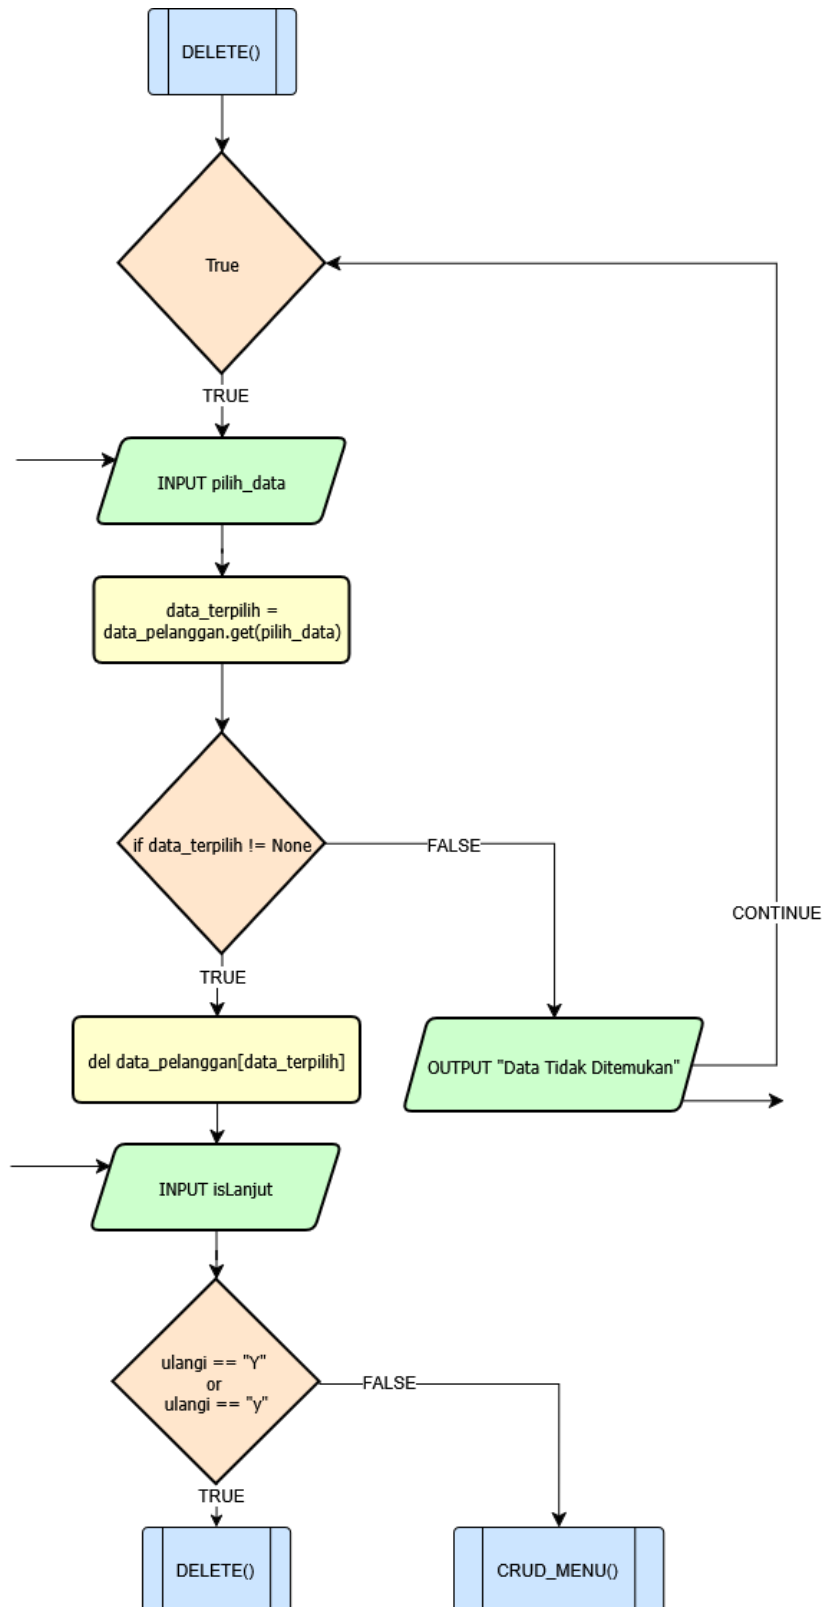 DELETE()
True
TRUE
INPUT pilih_data
data_terpilih =
data_pelanggan.get(pilih_data)
if data_terpilih != None
FALSE
CONTINUE
TRUE
del data_pelanggan[data_terpilih]
OUTPUT "Data Tidak Ditemukan"
INPUT isLanjut
ulangi == "Y"
or
ulangi == "y"
FALSE
TRUE
DELETE()
CRUD_MENU()